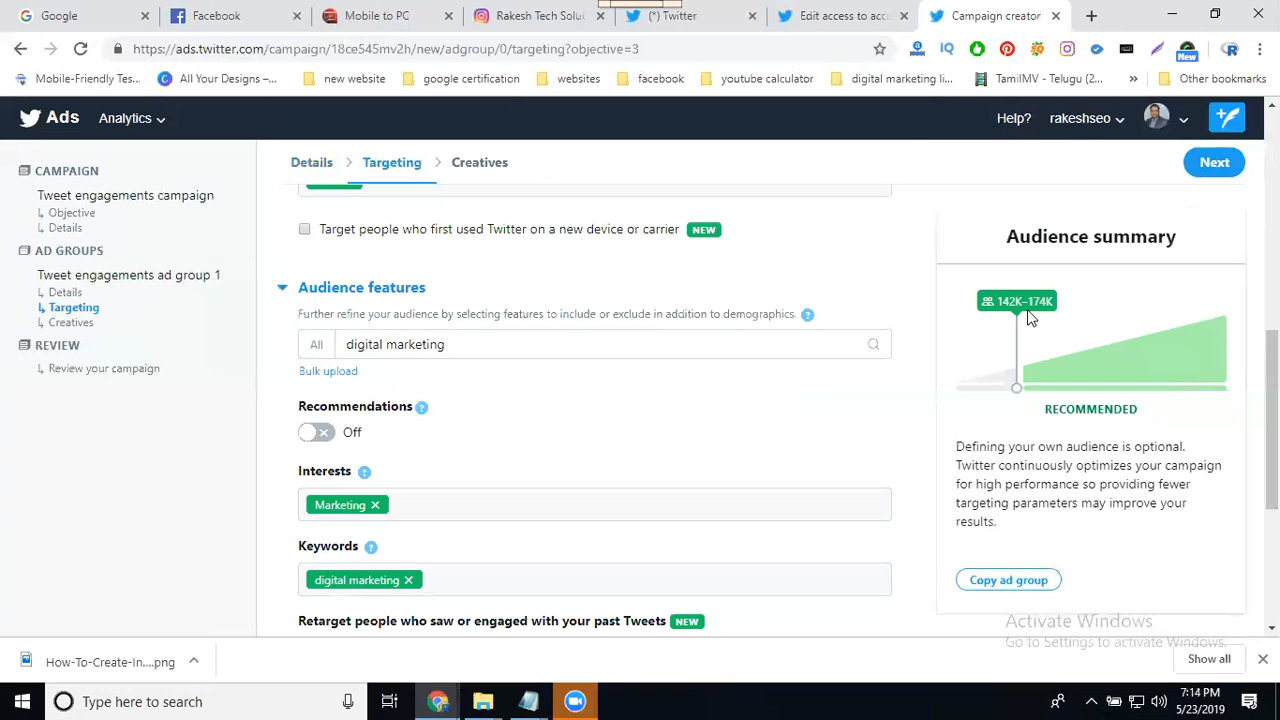 Google
Facebook
Mobile to PC
Rakesh Tech Solu
(*) Twitter
Edit access to acc
Campaign creator
https://ads.twitter.com/campaign/18ce545mv2h/new/adgroup/0/targeting?objective=3
IQ
New
R
Mobile-Friendly Tes...
All Your Designs –...
new website
google certification
websites
facebook
youtube calculator
digital marketing li...
TamilMV - Telugu (2...
»
Other bookmarks
Ads
Analytics
Help?
rakeshseo
CAMPAIGN
Tweet engagements campaign
↳ Objective
↳ Details
AD GROUPS
Tweet engagements ad group 1
↳ Details
↳ Targeting
↳ Creatives
REVIEW
↳ Review your campaign
Details > Targeting > Creatives
Next
Target people who first used Twitter on a new device or carrier NEW
Audience features
Further refine your audience by selecting features to include or exclude in addition to demographics. ?
All digital marketing
Bulk upload
Recommendations ?
Off
Interests ?
Marketing ×
Keywords ?
digital marketing ×
Retarget people who saw or engaged with your past Tweets NEW
Audience summary
142K–174K
RECOMMENDED
Defining your own audience is optional.
Twitter continuously optimizes your campaign
for high performance so providing fewer
targeting parameters may improve your
results.
Copy ad group
Activate Windows
Go to Settings to activate Windows.
How-To-Create-In....png
Show all
Type here to search
7:14 PM
5/23/2019